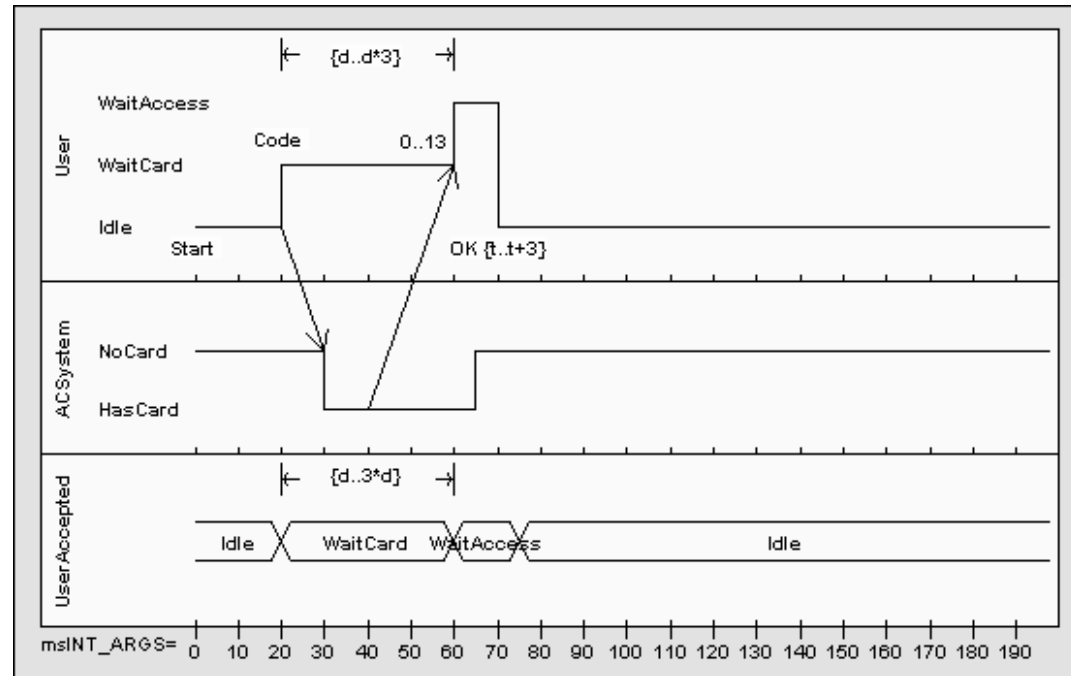 {d..d*3}
WaitAccess
Code
0..13
User
WaitCard
Idle
Start
OK {t..t+3}
ACSystem
NoCard
HasCard
{d..3*d}
UserAccepted
Idle
WaitCard
WaitAccess
Idle
msINT_ARGS=
0 10 20 30 40 50 60 70 80 90 100 110 120 130 140 150 160 170 180 190